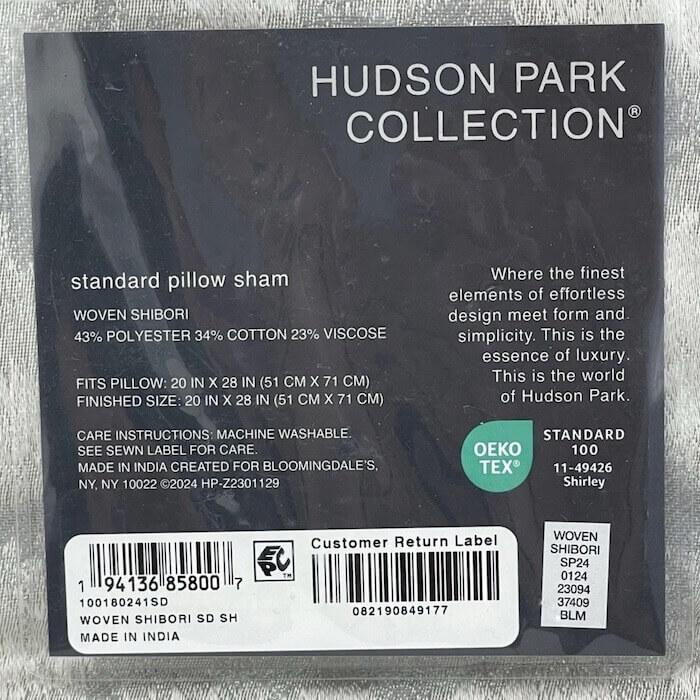 HUDSON PARK
COLLECTION®
standard pillow sham
WOVEN SHIBORI
43% POLYESTER 34% COTTON 23% VISCOSE
FITS PILLOW: 20 IN X 28 IN (51 CM X 71 CM)
FINISHED SIZE: 20 IN X 28 IN (51 CM X 71 CM)
CARE INSTRUCTIONS: MACHINE WASHABLE.
SEE SEWN LABEL FOR CARE.
MADE IN INDIA CREATED FOR BLOOMINGDALE'S,
NY, NY 10022 ©2024 HP-Z2301129
Where the finest
elements of effortless
design meet form and
simplicity. This is the
essence of luxury.
This is the world
of Hudson Park.
OEKO
TEX®
STANDARD
100
11-49426
Shirley
1 94136 85800 7
100180241SD
WOVEN SHIBORI SD SH
MADE IN INDIA
EPC™
Customer Return Label
082190849177
WOVEN
SHIBORI
SP24
0124
23094
37409
BLM